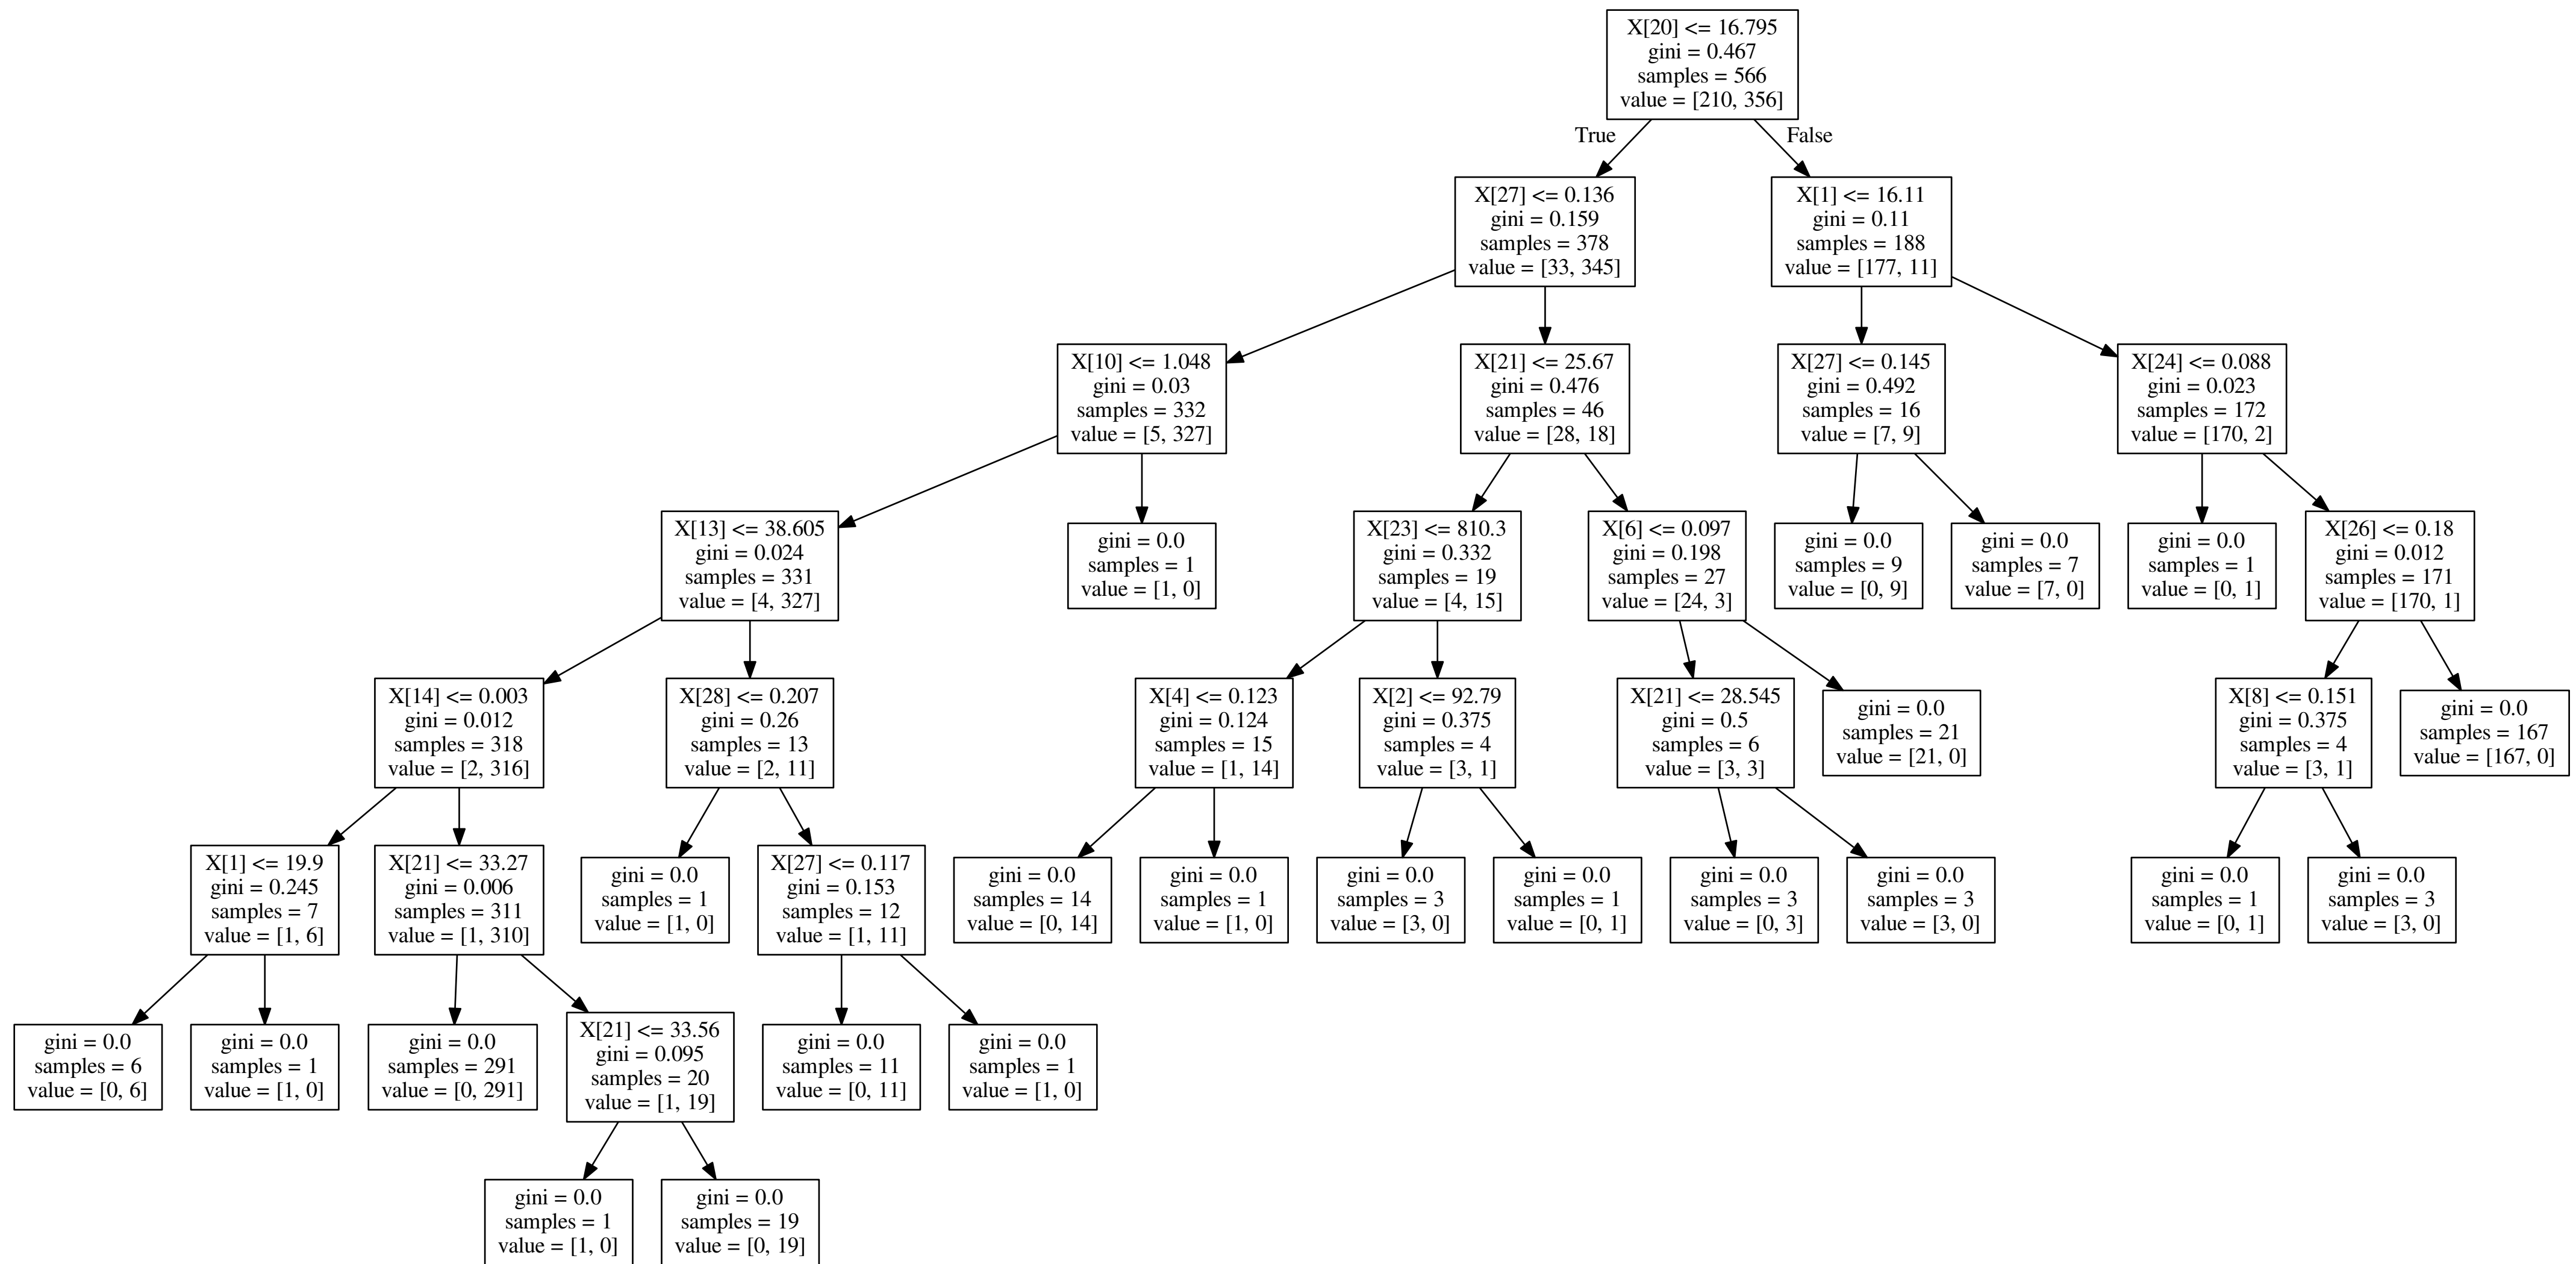 X[20] <= 16.795
gini = 0.467
samples = 566
value = [210, 356]
True
False
X[27] <= 0.136
gini = 0.159
samples = 378
value = [33, 345]
X[1] <= 16.11
gini = 0.11
samples = 188
value = [177, 11]
X[10] <= 1.048
gini = 0.03
samples = 332
value = [5, 327]
X[21] <= 25.67
gini = 0.476
samples = 46
value = [28, 18]
X[27] <= 0.145
gini = 0.492
samples = 16
value = [7, 9]
X[24] <= 0.088
gini = 0.023
samples = 172
value = [170, 2]
X[13] <= 38.605
gini = 0.024
samples = 331
value = [4, 327]
gini = 0.0
samples = 1
value = [1, 0]
X[23] <= 810.3
gini = 0.332
samples = 19
value = [4, 15]
X[6] <= 0.097
gini = 0.198
samples = 27
value = [24, 3]
gini = 0.0
samples = 9
value = [0, 9]
gini = 0.0
samples = 7
value = [7, 0]
gini = 0.0
samples = 1
value = [0, 1]
X[26] <= 0.18
gini = 0.012
samples = 171
value = [170, 1]
X[14] <= 0.003
gini = 0.012
samples = 318
value = [2, 316]
X[28] <= 0.207
gini = 0.26
samples = 13
value = [2, 11]
X[4] <= 0.123
gini = 0.124
samples = 15
value = [1, 14]
X[2] <= 92.79
gini = 0.375
samples = 4
value = [3, 1]
X[21] <= 28.545
gini = 0.5
samples = 6
value = [3, 3]
gini = 0.0
samples = 21
value = [21, 0]
X[8] <= 0.151
gini = 0.375
samples = 4
value = [3, 1]
gini = 0.0
samples = 167
value = [167, 0]
X[1] <= 19.9
gini = 0.245
samples = 7
value = [1, 6]
X[21] <= 33.27
gini = 0.006
samples = 311
value = [1, 310]
gini = 0.0
samples = 1
value = [1, 0]
X[27] <= 0.117
gini = 0.153
samples = 12
value = [1, 11]
gini = 0.0
samples = 14
value = [0, 14]
gini = 0.0
samples = 1
value = [1, 0]
gini = 0.0
samples = 3
value = [3, 0]
gini = 0.0
samples = 1
value = [0, 1]
gini = 0.0
samples = 3
value = [0, 3]
gini = 0.0
samples = 3
value = [3, 0]
gini = 0.0
samples = 1
value = [0, 1]
gini = 0.0
samples = 3
value = [3, 0]
gini = 0.0
samples = 6
value = [0, 6]
gini = 0.0
samples = 1
value = [1, 0]
gini = 0.0
samples = 291
value = [0, 291]
X[21] <= 33.56
gini = 0.095
samples = 20
value = [1, 19]
gini = 0.0
samples = 11
value = [0, 11]
gini = 0.0
samples = 1
value = [1, 0]
gini = 0.0
samples = 1
value = [1, 0]
gini = 0.0
samples = 19
value = [0, 19]